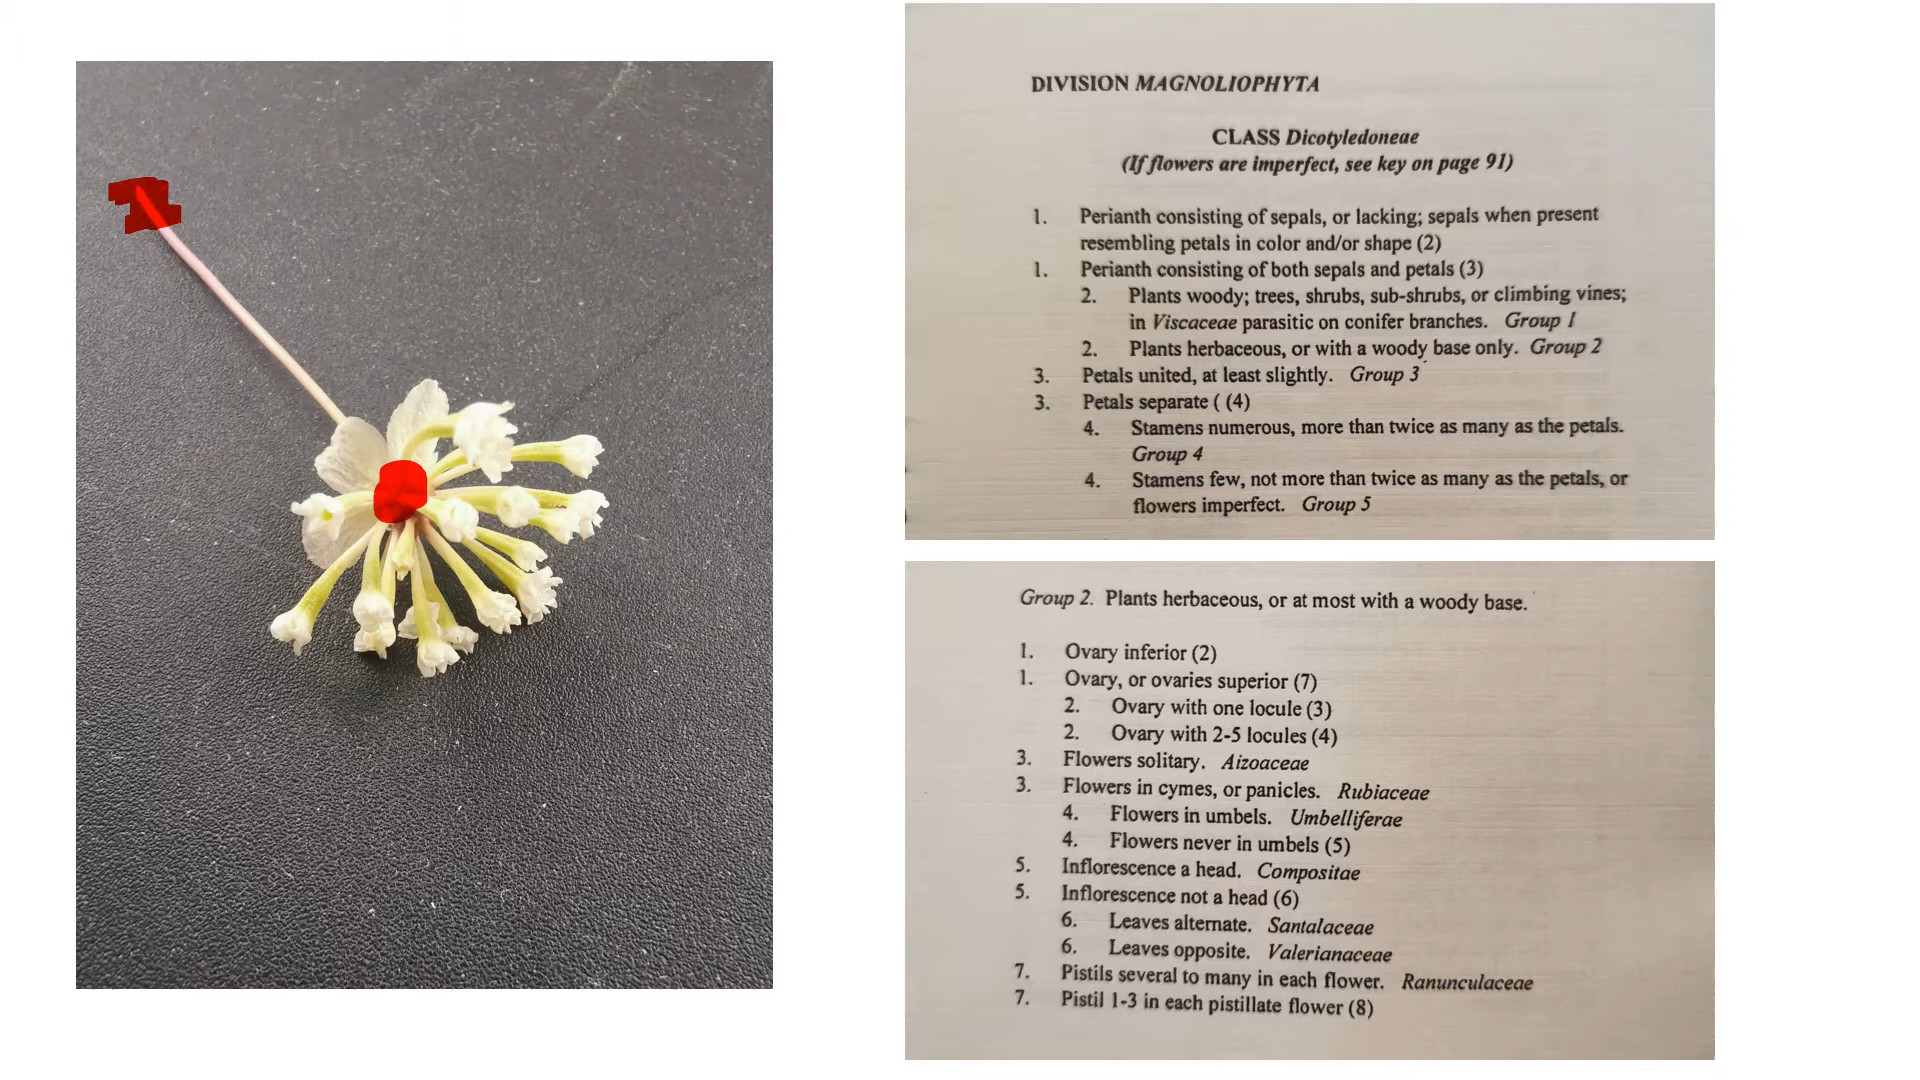 DIVISION MAGNOLIOPHYTA
CLASS Dicotyledoneae
(If flowers are imperfect, see key on page 91)
1. Perianth consisting of sepals, or lacking; sepals when present
resembling petals in color and/or shape (2)
1. Perianth consisting of both sepals and petals (3)
2. Plants woody; trees, shrubs, sub-shrubs, or climbing vines;
in Viscaceae parasitic on conifer branches. Group 1
2. Plants herbaceous, or with a woody base only. Group 2
3. Petals united, at least slightly. Group 3
3. Petals separate ( (4)
4. Stamens numerous, more than twice as many as the petals.
Group 4
4. Stamens few, not more than twice as many as the petals, or
flowers imperfect. Group 5
Group 2. Plants herbaceous, or at most with a woody base.
1. Ovary inferior (2)
1. Ovary, or ovaries superior (7)
2. Ovary with one locule (3)
2. Ovary with 2-5 locules (4)
3. Flowers solitary. Aizoaceae
3. Flowers in cymes, or panicles. Rubiaceae
4. Flowers in umbels. Umbelliferae
4. Flowers never in umbels (5)
5. Inflorescence a head. Compositae
5. Inflorescence not a head (6)
6. Leaves alternate. Santalaceae
6. Leaves opposite. Valerianaceae
7. Pistils several to many in each flower. Ranunculaceae
7. Pistil 1-3 in each pistillate flower (8)